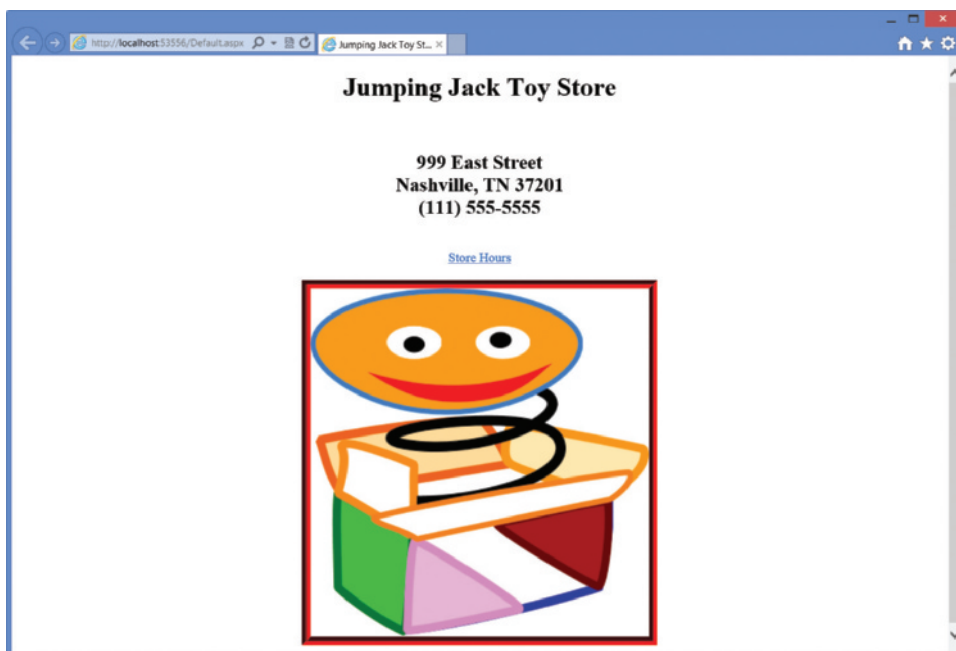 http://localhost:53556/Default.aspx
Jumping Jack Toy St...
Jumping Jack Toy Store
999 East Street
Nashville, TN 37201
(111) 555-5555
Store Hours